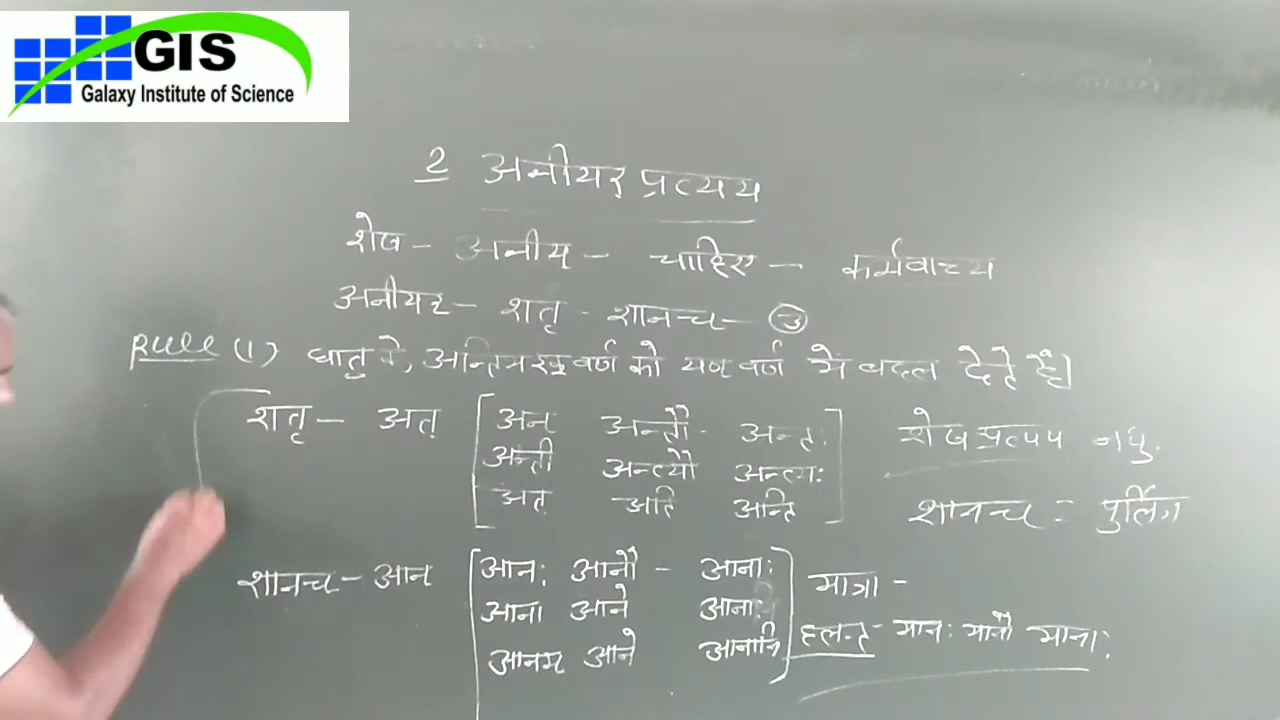 GIS
Galaxy Institute of Science
2 अनीयर प्रत्यय
शेष - अनीय - चाहिए - कर्मवाच्य
अनीयर - शतृ - शानच - 3
Rule (1) धातु के, अन्तिम इक् वर्ण को यण् वर्ण में बदल देते हैं।
शतृ - अत् [ अन् अन्तौ - अन्तः ] शेष प्रत्यय
अन्ती अन्त्यौ अन्त्यः
अत् अति अन्ति शानच = पुर्लिंग
शानच - आन [ आनः आनौ - आनाः ] मात्रा -
आना आने आनाः हलन्त - मानः मानौ मानाः
आनम आने आनानि